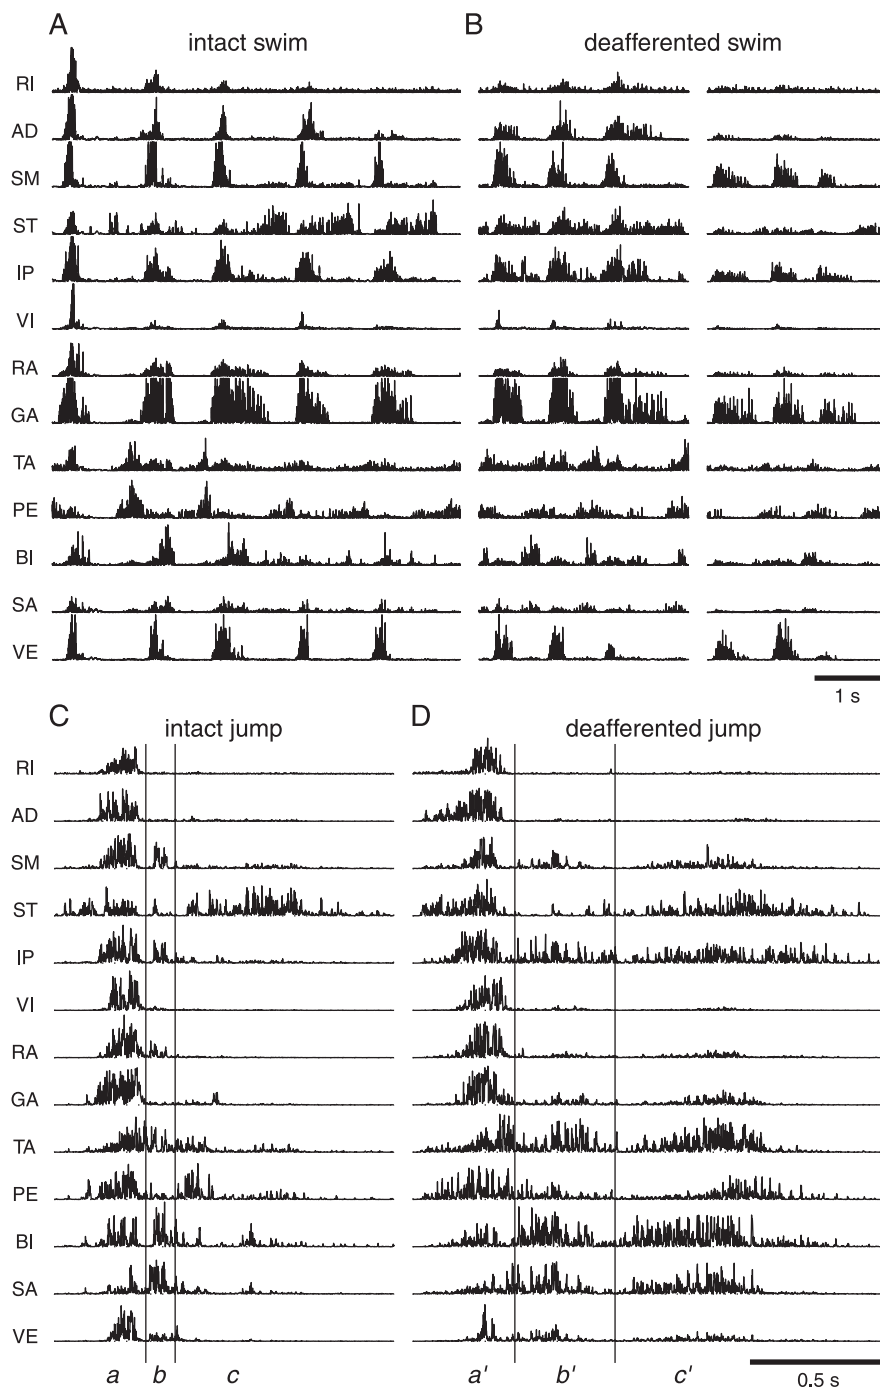 A
B
intact swim
deafferented swim
RI
AD
SM
ST
IP
VI
RA
GA
TA
PE
BI
SA
VE
1 s
C
D
intact jump
deafferented jump
RI
AD
SM
ST
IP
VI
RA
GA
TA
PE
BI
SA
VE
a b c
a' b' c'
0.5 s